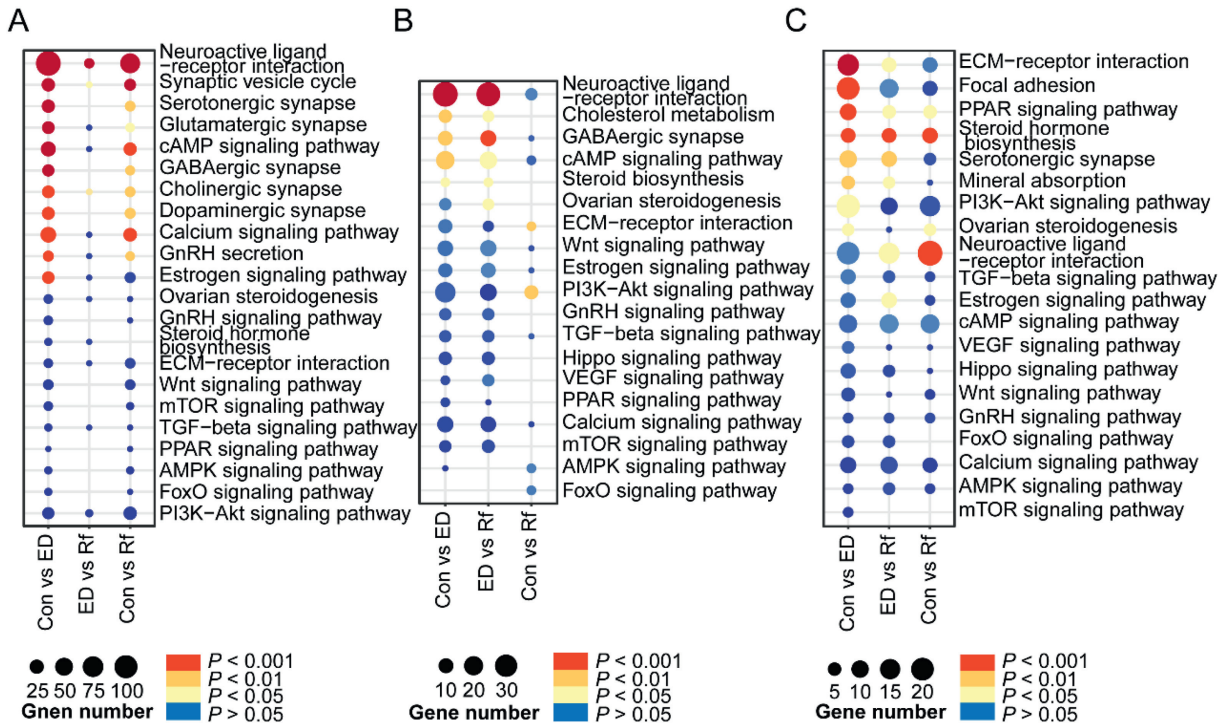 A
Neuroactive ligand
−receptor interaction
Synaptic vesicle cycle
Serotonergic synapse
Glutamatergic synapse
cAMP signaling pathway
GABAergic synapse
Cholinergic synapse
Dopaminergic synapse
Calcium signaling pathway
GnRH secretion
Estrogen signaling pathway
Ovarian steroidogenesis
GnRH signaling pathway
Steroid hormone
biosynthesis
ECM−receptor interaction
Wnt signaling pathway
mTOR signaling pathway
TGF−beta signaling pathway
PPAR signaling pathway
AMPK signaling pathway
FoxO signaling pathway
PI3K−Akt signaling pathway
Con vs ED
ED vs Rf
Con vs Rf
25 50 75 100
Gnen number
P < 0.001
P < 0.01
P < 0.05
P > 0.05
B
Neuroactive ligand
−receptor interaction
Cholesterol metabolism
GABAergic synapse
cAMP signaling pathway
Steroid biosynthesis
Ovarian steroidogenesis
ECM−receptor interaction
Wnt signaling pathway
Estrogen signaling pathway
PI3K−Akt signaling pathway
GnRH signaling pathway
TGF−beta signaling pathway
Hippo signaling pathway
VEGF signaling pathway
PPAR signaling pathway
Calcium signaling pathway
mTOR signaling pathway
AMPK signaling pathway
FoxO signaling pathway
Con vs ED
ED vs Rf
Con vs Rf
10 20 30
Gene number
P < 0.001
P < 0.01
P < 0.05
P > 0.05
C
ECM−receptor interaction
Focal adhesion
PPAR signaling pathway
Steroid hormone
biosynthesis
Serotonergic synapse
Mineral absorption
PI3K−Akt signaling pathway
Ovarian steroidogenesis
Neuroactive ligand
−receptor interaction
TGF−beta signaling pathway
Estrogen signaling pathway
cAMP signaling pathway
VEGF signaling pathway
Hippo signaling pathway
Wnt signaling pathway
GnRH signaling pathway
FoxO signaling pathway
Calcium signaling pathway
AMPK signaling pathway
mTOR signaling pathway
Con vs ED
ED vs Rf
Con vs Rf
5 10 15 20
Gene number
P < 0.001
P < 0.01
P < 0.05
P > 0.05